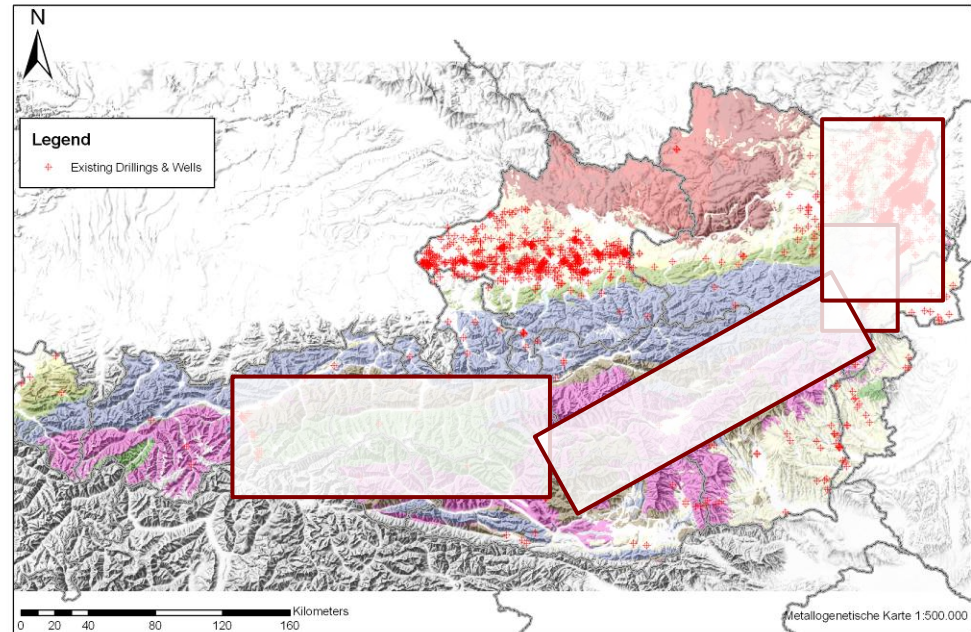 N
Legend
Existing Drillings & Wells
Kilometers
0 20 40 80 120 160
Metallogenetische Karte 1:500.000